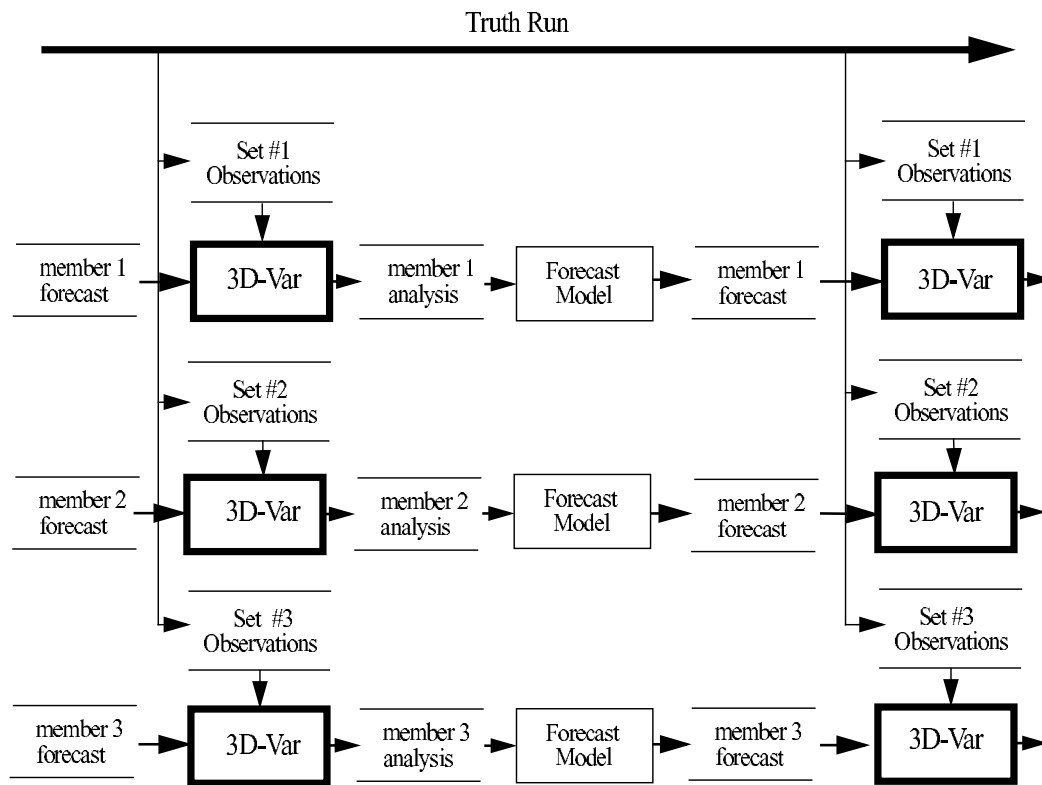 Truth Run
Set #1
Observations
Set #1
Observations
member 1
forecast
3D-Var
member 1
analysis
Forecast
Model
member 1
forecast
3D-Var
Set #2
Observations
Set #2
Observations
member 2
forecast
3D-Var
member 2
analysis
Forecast
Model
member 2
forecast
3D-Var
Set #3
Observations
Set #3
Observations
member 3
forecast
3D-Var
member 3
analysis
Forecast
Model
member 3
forecast
3D-Var